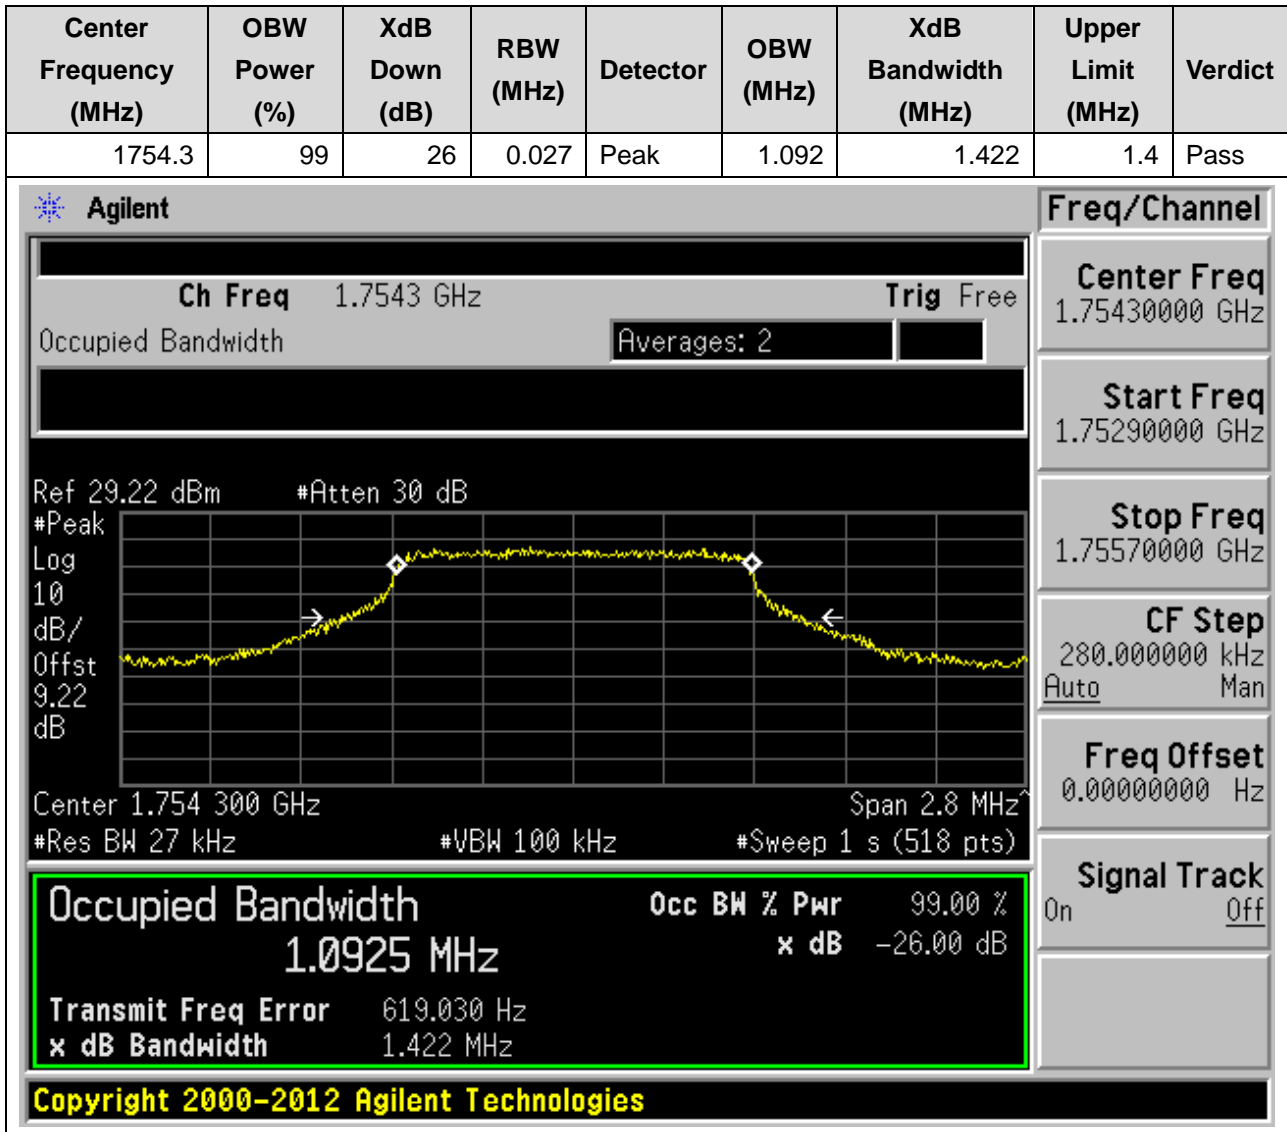 Center Frequency (MHz) OBW Power (%) XdB Down (dB) RBW (MHz) Detector OBW (MHz) XdB Bandwidth (MHz) Upper Limit (MHz) Verdict
1754.3 99 26 0.027 Peak 1.092 1.422 1.4 Pass
Agilent
Ch Freq 1.7543 GHz Trig Free
Occupied Bandwidth Averages: 2
Ref 29.22 dBm #Atten 30 dB
#Peak
Log
10
dB/
Offst
9.22
dB
Center 1.754 300 GHz Span 2.8 MHz^
#Res BW 27 kHz #VBW 100 kHz #Sweep 1 s (518 pts)
Occupied Bandwidth Occ BW % Pwr 99.00 %
1.0925 MHz x dB -26.00 dB
Transmit Freq Error 619.030 Hz
x dB Bandwidth 1.422 MHz
Copyright 2000-2012 Agilent Technologies
Freq/Channel
Center Freq
1.75430000 GHz
Start Freq
1.75290000 GHz
Stop Freq
1.75570000 GHz
CF Step
280.000000 kHz
Auto Man
Freq Offset
0.00000000 Hz
Signal Track
On Off